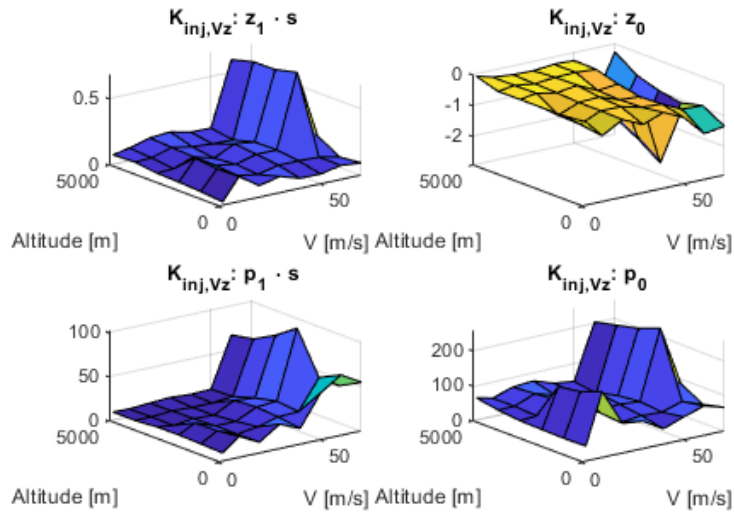 K_inj,Vz: z_1 · s
0.5
0
5000
0
0
50
Altitude [m]
V [m/s]
K_inj,Vz: z_0
0
-1
-2
5000
0
0
50
Altitude [m]
V [m/s]
K_inj,Vz: p_1 · s
100
50
0
5000
0
0
50
Altitude [m]
V [m/s]
K_inj,Vz: p_0
200
100
0
5000
0
0
50
Altitude [m]
V [m/s]